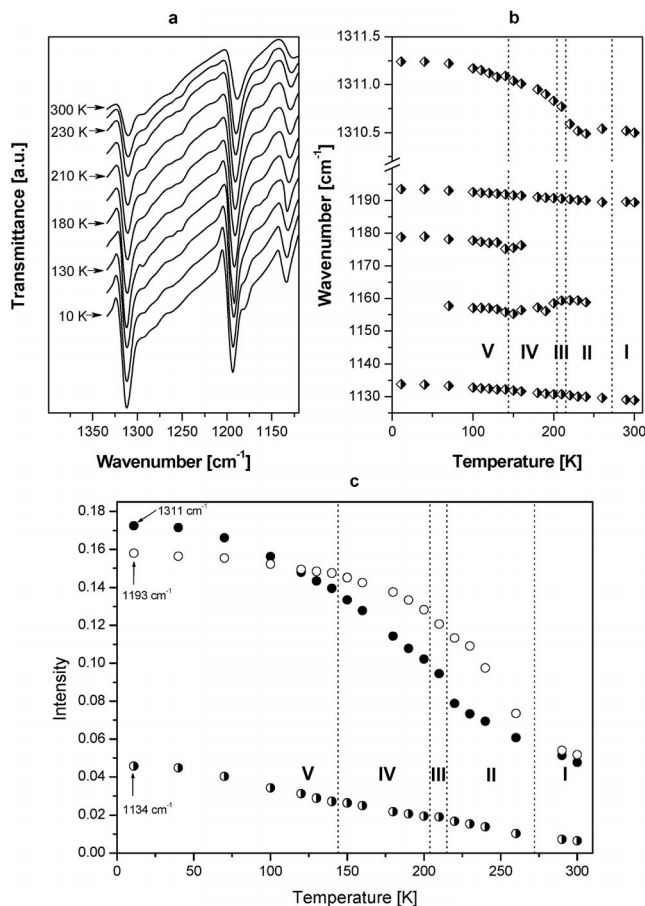 a
Transmittance [a.u.]
300 K
230 K
210 K
180 K
130 K
10 K
1350 1300 1250 1200 1150
Wavenumber [cm-1]
b
Wavenumber [cm-1]
1311.5
1311.0
1310.5
1190
1180
1170
1160
1150
1140
1130
V IV III II I
0 50 100 150 200 250 300
Temperature [K]
c
Intensity
0.18
0.16
0.14
0.12
0.10
0.08
0.06
0.04
0.02
0.00
1311 cm-1
1193 cm-1
1134 cm-1
V IV III II I
0 50 100 150 200 250 300
Temperature [K]